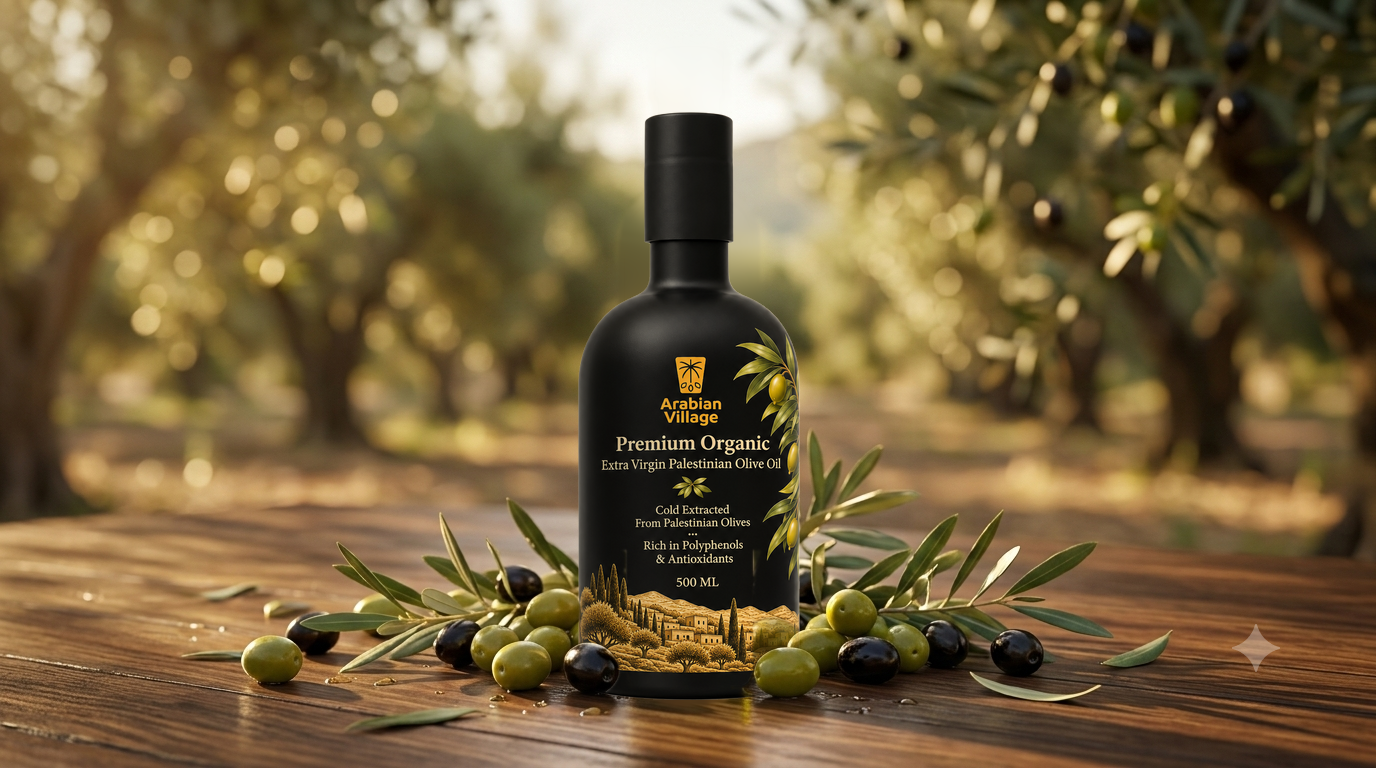 Arabian
Village
Premium Organic
Extra Virgin Palestinian Olive Oil
Cold Extracted
From Palestinian Olives
...
Rich in Polyphenols
& Antioxidants
500 ML